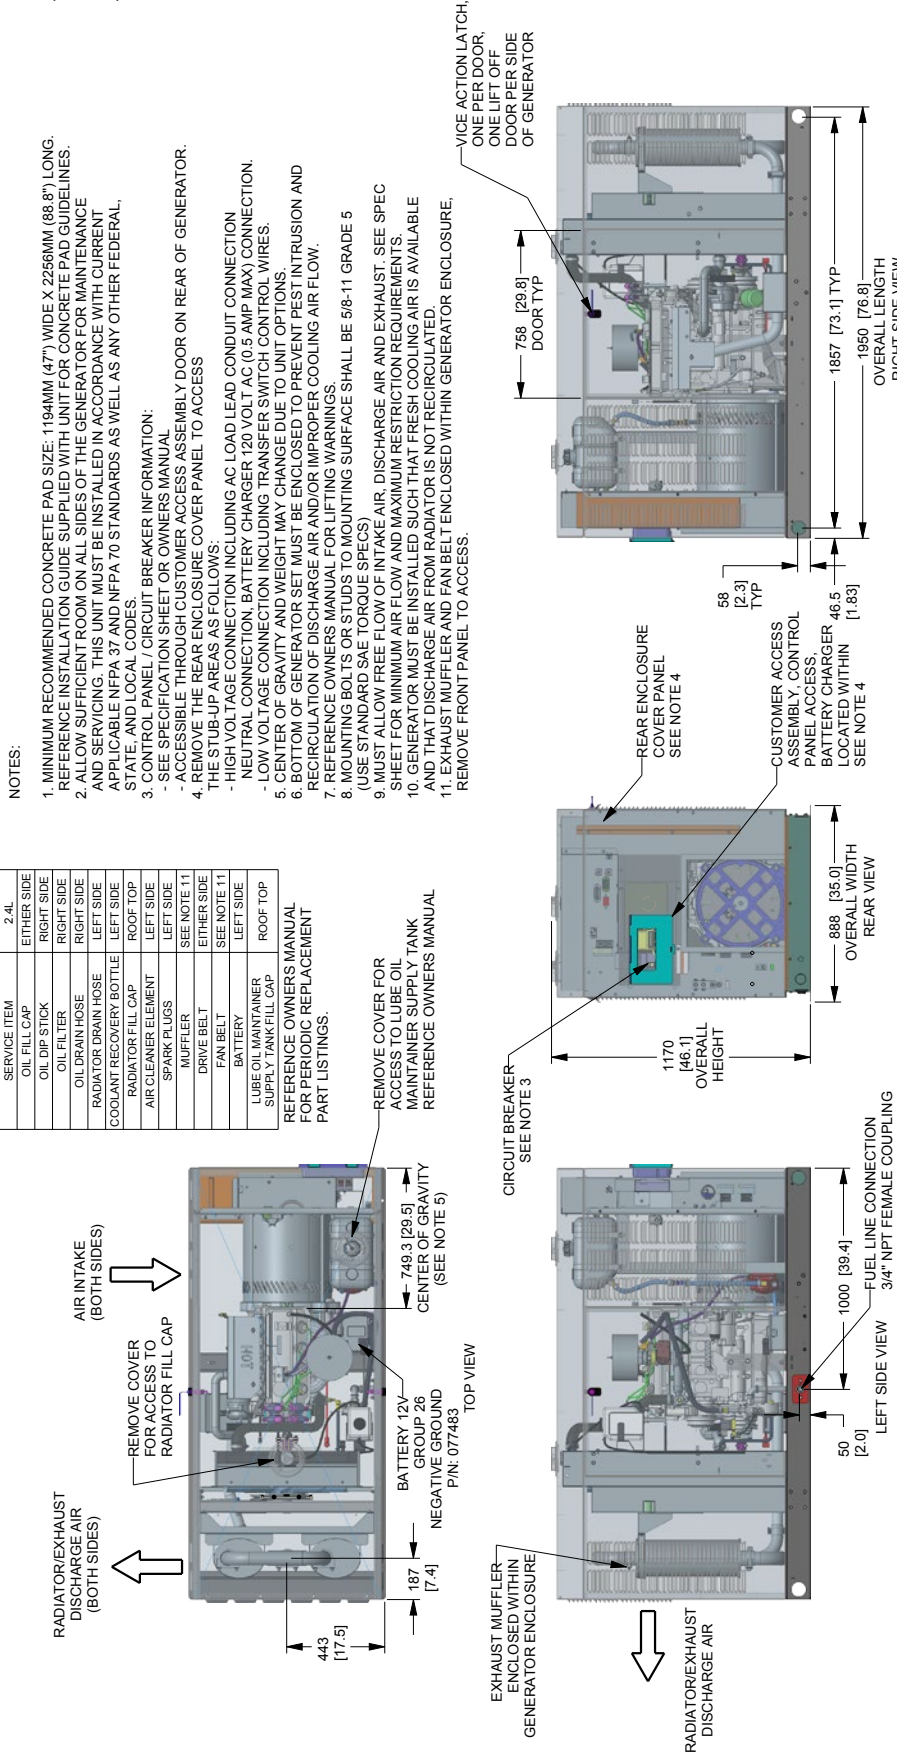 NOTES:
1. MINIMUM RECOMMENDED CONCRETE PAD SIZE: 1194MM (47") WIDE X 2256MM (88.8") LONG.
REFERENCE INSTALLATION GUIDE SUPPLIED WITH UNIT FOR CONCRETE PAD GUIDELINES.
2. ALLOW SUFFICIENT ROOM ON ALL SIDES OF THE GENERATOR FOR MAINTENANCE
AND SERVICING. THIS UNIT MUST BE INSTALLED IN ACCORDANCE WITH CURRENT
APPLICABLE NFPA 37 AND NFPA 70 STANDARDS AS WELL AS ANY OTHER FEDERAL,
STATE, AND LOCAL CODES.
3. CONTROL PANEL / CIRCUIT BREAKER INFORMATION:
- SEE SPECIFICATION SHEET OR OWNERS MANUAL
- ACCESSIBLE THROUGH CUSTOMER ACCESS ASSEMBLY DOOR ON REAR OF GENERATOR.
4. REMOVE THE REAR ENCLOSURE COVER PANEL TO ACCESS
THE STUB-UP AREAS AS FOLLOWS:
- HIGH VOLTAGE CONNECTION INCLUDING AC LOAD LEAD CONDUIT CONNECTION
NEUTRAL CONNECTION, BATTERY CHARGER 120 VOLT AC (0.5 AMP MAX) CONNECTION.
- LOW VOLTAGE CONNECTION INCLUDING TRANSFER SWITCH CONTROL WIRES.
5. CENTER OF GRAVITY AND WEIGHT MAY CHANGE DUE TO UNIT OPTIONS.
6. BOTTOM OF GENERATOR SET MUST BE ENCLOSED TO PREVENT PEST INTRUSION AND
RECIRCULATION OF DISCHARGE AIR AND/OR IMPROPER COOLING AIR FLOW.
7. REFERENCE OWNERS MANUAL FOR LIFTING WARNINGS.
8. MOUNTING BOLTS OR STUDS TO MOUNTING SURFACE SHALL BE 5/8-11 GRADE 5
(USE STANDARD SAE TORQUE SPECS)
9. MUST ALLOW FREE FLOW OF INTAKE AIR, DISCHARGE AIR AND EXHAUST. SEE SPEC
SHEET FOR MINIMUM AIR FLOW AND MAXIMUM RESTRICTION REQUIREMENTS.
10. GENERATOR MUST BE INSTALLED SUCH THAT FRESH COOLING AIR IS AVAILABLE
AND THAT DISCHARGE AIR FROM RADIATOR IS NOT RECIRCULATED.
11. EXHAUST MUFFLER AND FAN BELT ENCLOSED WITHIN GENERATOR ENCLOSURE,
REMOVE FRONT PANEL TO ACCESS.
SERVICE ITEM 2.4L
OIL FILL CAP EITHER SIDE
OIL DIP STICK RIGHT SIDE
OIL FILTER RIGHT SIDE
OIL DRAIN HOSE RIGHT SIDE
RADIATOR DRAIN HOSE LEFT SIDE
COOLANT RECOVERY BOTTLE LEFT SIDE
RADIATOR FILL CAP ROOF TOP
AIR CLEANER ELEMENT LEFT SIDE
SPARK PLUGS LEFT SIDE
MUFFLER SEE NOTE 11
DRIVE BELT EITHER SIDE
FAN BELT SEE NOTE 11
BATTERY LEFT SIDE
LUBE OIL MAINTAINER
SUPPLY TANK FILL CAP ROOF TOP
REFERENCE OWNERS MANUAL
FOR PERIODIC REPLACEMENT
PART LISTINGS.
RADIATOR/EXHAUST
DISCHARGE AIR
(BOTH SIDES)
AIR INTAKE
(BOTH SIDES)
REMOVE COVER
FOR ACCESS TO
RADIATOR FILL CAP
HOT
REMOVE COVER FOR
ACCESS TO LUBE OIL
MAINTAINER SUPPLY TANK
REFERENCE OWNERS MANUAL
749.3 [29.5]
CENTER OF GRAVITY
(SEE NOTE 5)
BATTERY 12V
GROUP 26
NEGATIVE GROUND
P/N: 077483
TOP VIEW
187
[7.4]
443
[17.5]
VICE ACTION LATCH,
ONE PER DOOR,
ONE LIFT OFF
DOOR PER SIDE
OF GENERATOR
758 [29.8]
DOOR TYP
58
[2.3]
TYP
46.5
[1.83]
1857 [73.1] TYP
1950 [76.8]
OVERALL LENGTH
RIGHT SIDE VIEW
REAR ENCLOSURE
COVER PANEL
SEE NOTE 4
CUSTOMER ACCESS
ASSEMBLY, CONTROL
PANEL ACCESS,
BATTERY CHARGER
LOCATED WITHIN
SEE NOTE 4
CIRCUIT BREAKER
SEE NOTE 3
1170
[46.1]
OVERALL
HEIGHT
888 [35.0]
OVERALL WIDTH
REAR VIEW
EXHAUST MUFFLER
ENCLOSED WITHIN
GENERATOR ENCLOSURE
RADIATOR/EXHAUST
DISCHARGE AIR
50
[2.0]
1000 [39.4]
FUEL LINE CONNECTION
3/4" NPT FEMALE COUPLING
LEFT SIDE VIEW